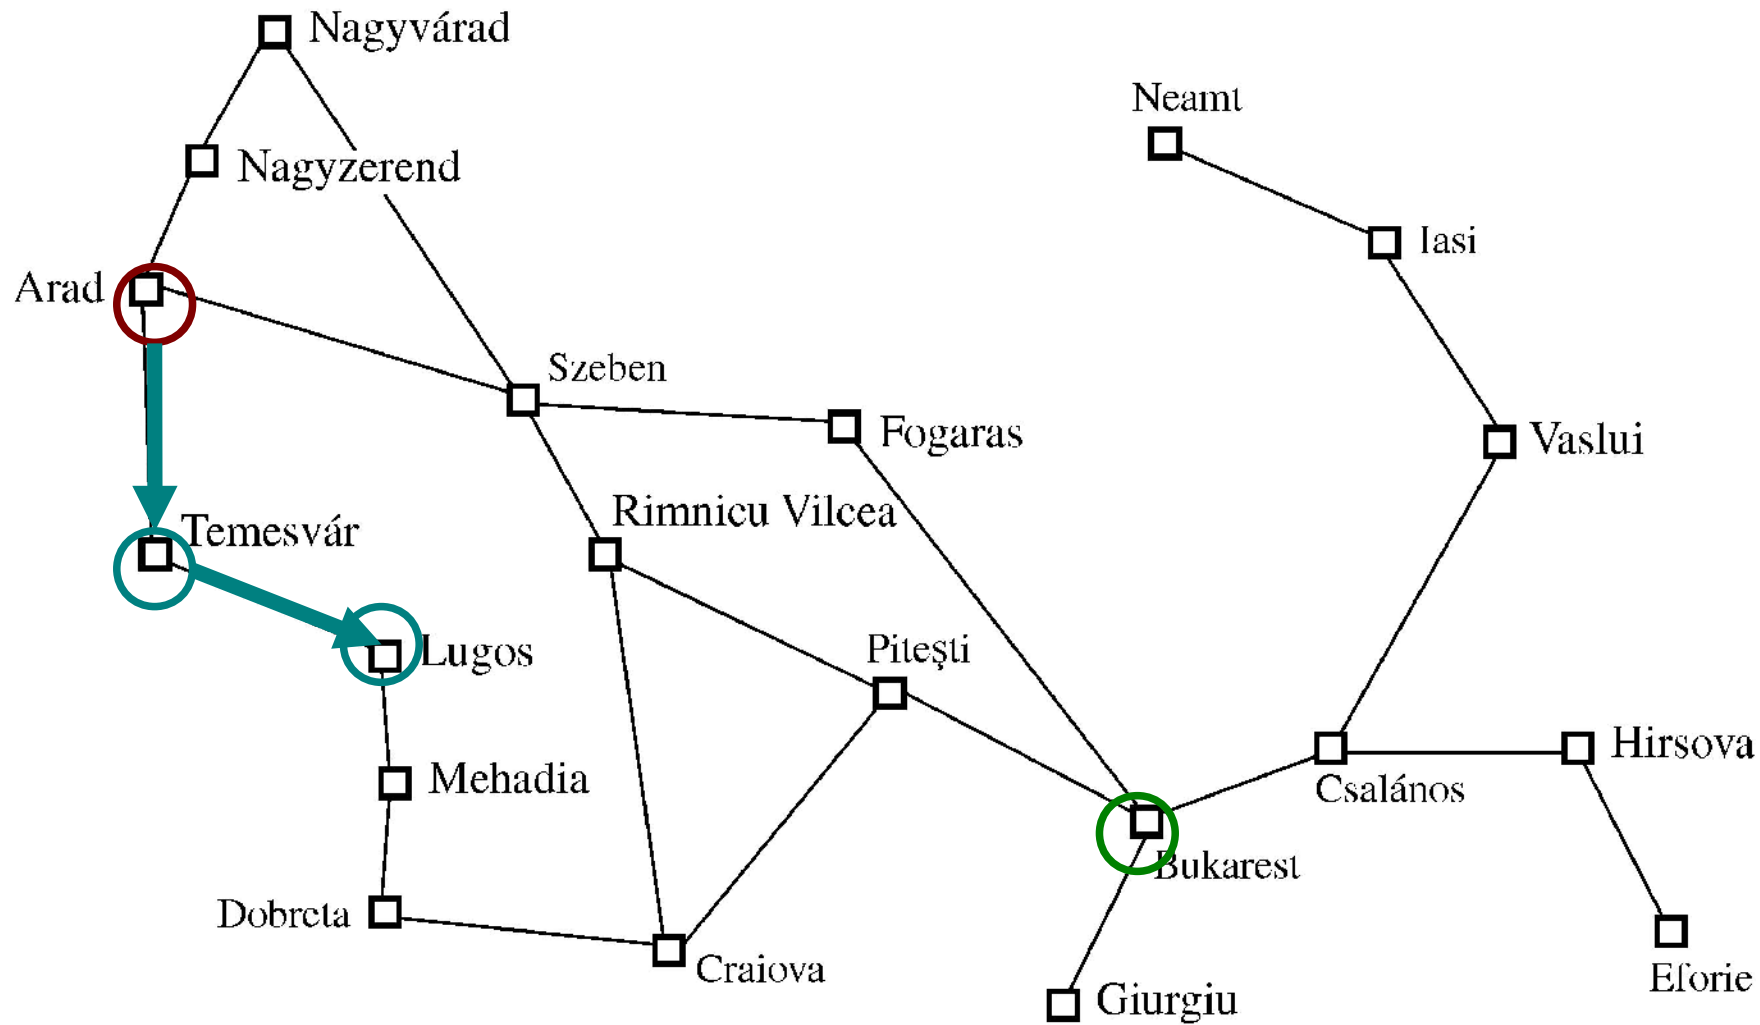 Nagyvárad
Neamt
Nagyzerend
Iasi
Arad
Szeben
Fogaras
Vaslui
Rimnicu Vilcea
Temesvár
Piteşti
Lugos
Hirsova
Mehadia
Csalános
Bukarest
Dobreta
Craiova
Eforie
Giurgiu